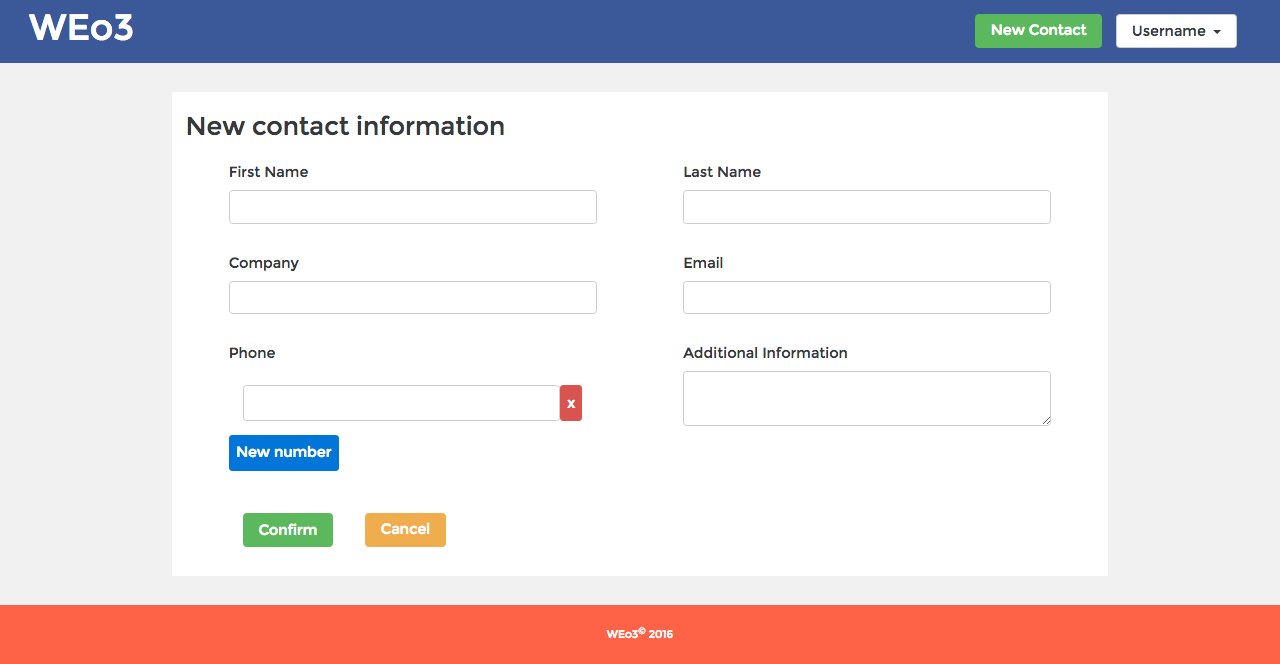 WEo3
New Contact
Username
New contact information
First Name
Last Name
Company
Email
Phone
Additional Information
x
New number
Confirm
Cancel
WEo3© 2016